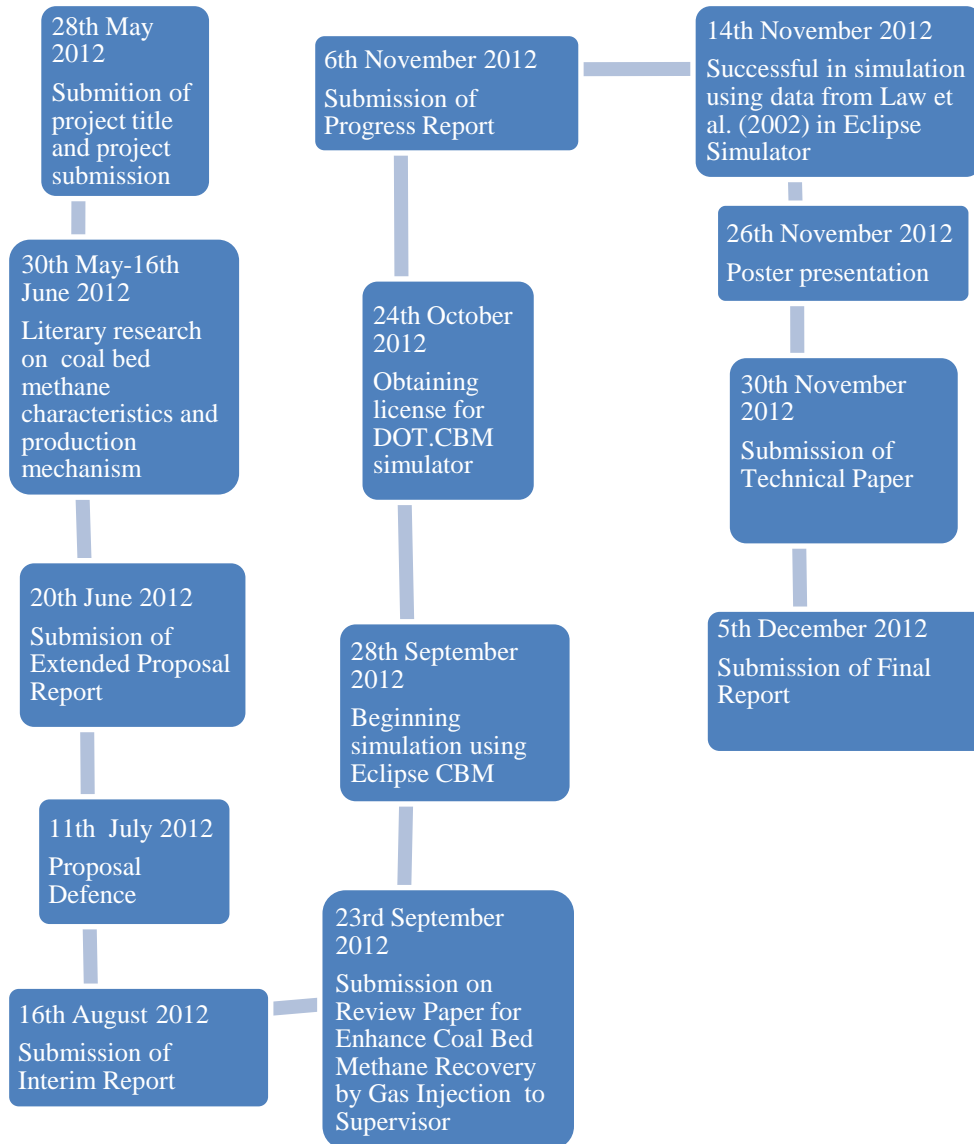 28th May
2012
Submition of
project title
and project
submission
30th May-16th
June 2012
Literary research
on coal bed
methane
characteristics and
production
mechanism
20th June 2012
Submision of
Extended Proposal
Report
11th July 2012
Proposal
Defence
16th August 2012
Submission of
Interim Report
23rd September
2012
Submission on
Review Paper for
Enhance Coal Bed
Methane Recovery
by Gas Injection to
Supervisor
28th September
2012
Beginning
simulation using
Eclipse CBM
24th October
2012
Obtaining
license for
DOT.CBM
simulator
6th November 2012
Submission of
Progress Report
14th November 2012
Successful in simulation
using data from Law et
al. (2002) in Eclipse
Simulator
26th November 2012
Poster presentation
30th November
2012
Submission of
Technical Paper
5th December 2012
Submission of Final
Report